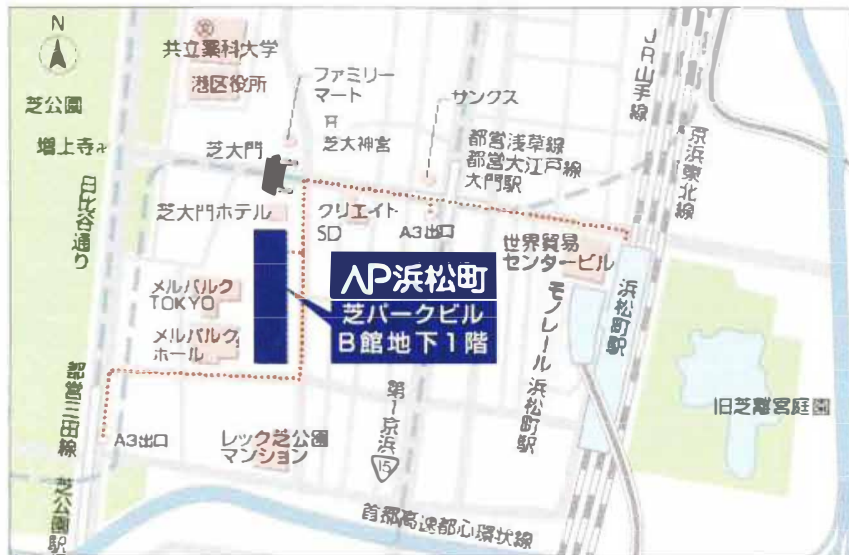 N
共立薬科大学
港区役所
芝公園
増上寺卍
日比谷通り
ファミリー
マート
芝大神宮
芝大門
サンクス
都営浅草線
都営大江戸線
大門駅
JR山手線
京浜東北線
芝大門ホテル
クリエイト
SD
A3出口
世界貿易
センタービル
AP浜松町
芝パークビル
B館地下1階
メルパルク
TOKYO
メルパルク
ホール
モノレール 浜松町駅
浜松町駅
旧芝離宮庭園
都営三田線
芝公園駅
A3出口
レック芝公園
マンション
第1京浜
15
首都高速都心環状線